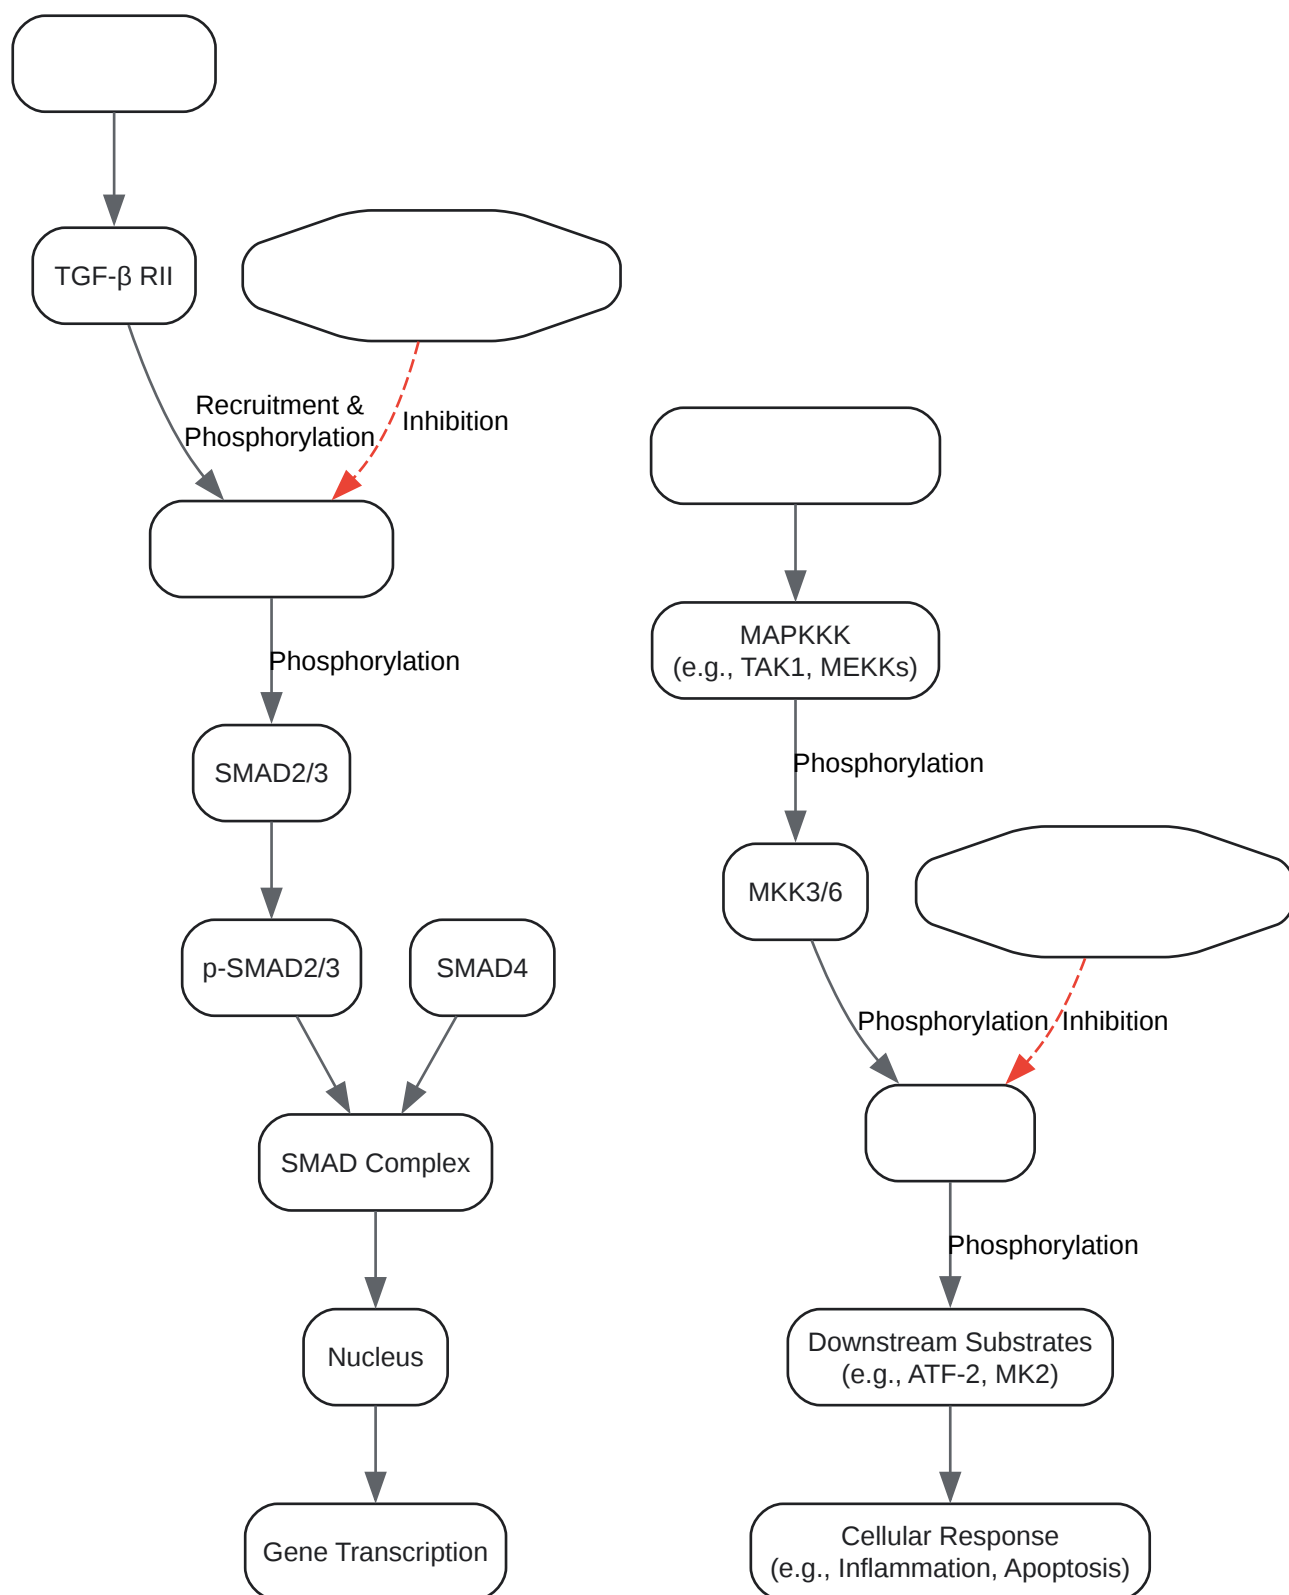 TGF-β RII
Recruitment &
Phosphorylation
Inhibition
Phosphorylation
SMAD2/3
p-SMAD2/3
SMAD4
SMAD Complex
Nucleus
Gene Transcription
MAPKKK
(e.g., TAK1, MEKKs)
Phosphorylation
MKK3/6
Phosphorylation
Inhibition
Phosphorylation
Downstream Substrates
(e.g., ATF-2, MK2)
Cellular Response
(e.g., Inflammation, Apoptosis)